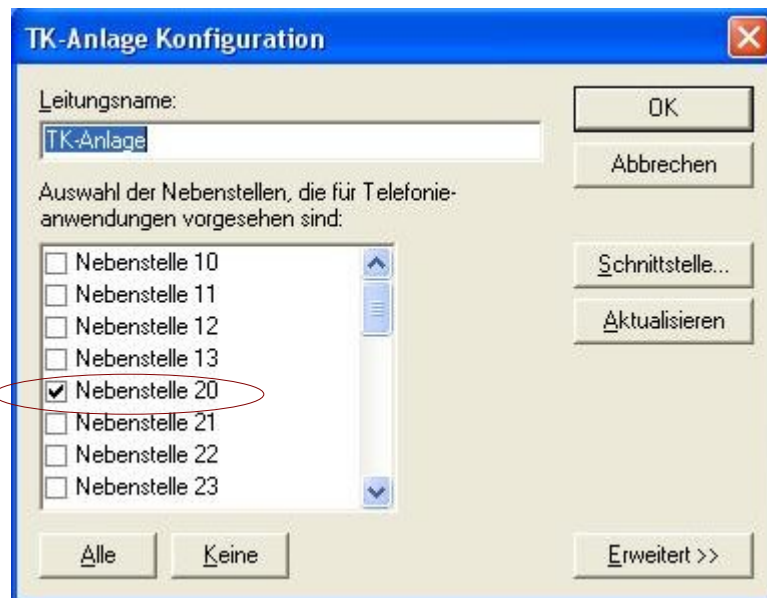 TK-Anlage Konfiguration
Leitungsname:
TK-Anlage
OK
Abbrechen
Auswahl der Nebenstellen, die für Telefonie-
anwendungen vorgesehen sind:
Nebenstelle 10
Nebenstelle 11
Nebenstelle 12
Nebenstelle 13
Nebenstelle 20
Nebenstelle 21
Nebenstelle 22
Nebenstelle 23
Schnittstelle...
Aktualisieren
Alle
Keine
Erweitert >>